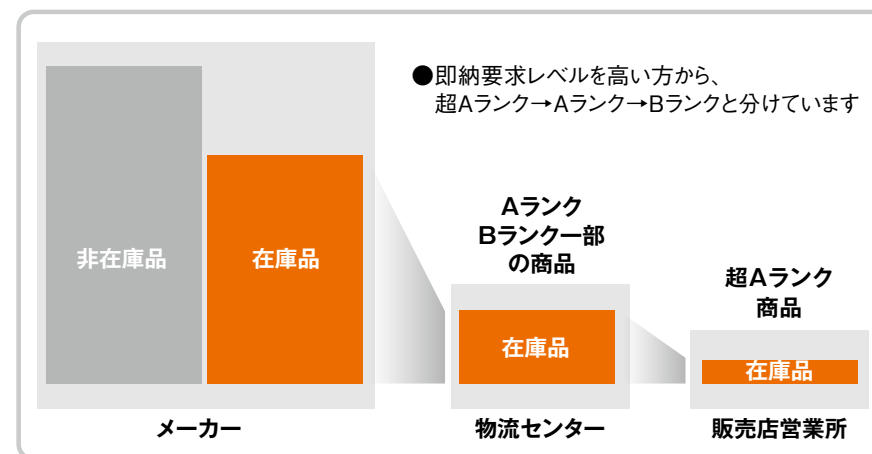 ●即納要求レベルを高い方から、
超Aランク→Aランク→Bランクと分けています
非在庫品
在庫品
メーカー
Aランク
Bランク一部
の商品
在庫品
物流センター
超Aランク
商品
在庫品
販売店営業所